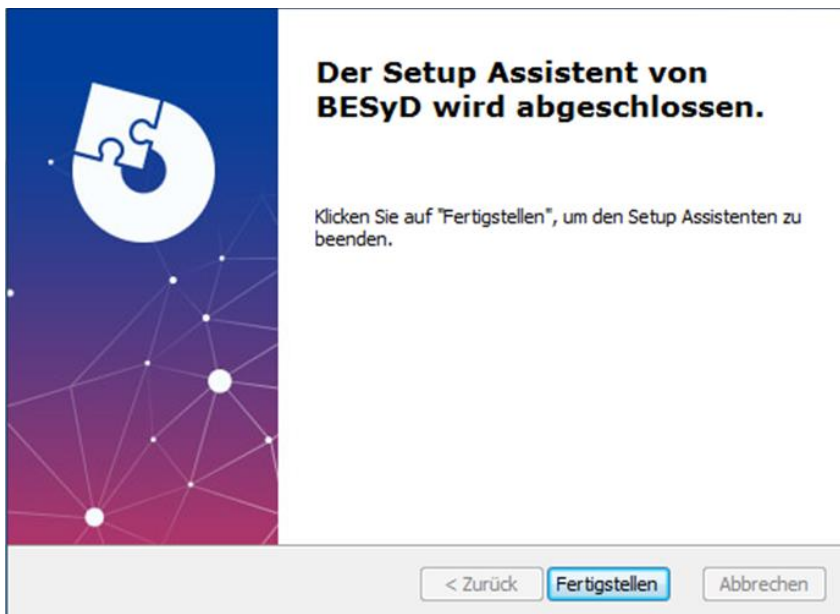 Der Setup Assistent von
BESyD wird abgeschlossen.
Klicken Sie auf "Fertigstellen", um den Setup Assistenten zu
beenden.
< Zurück Fertigstellen Abbrechen